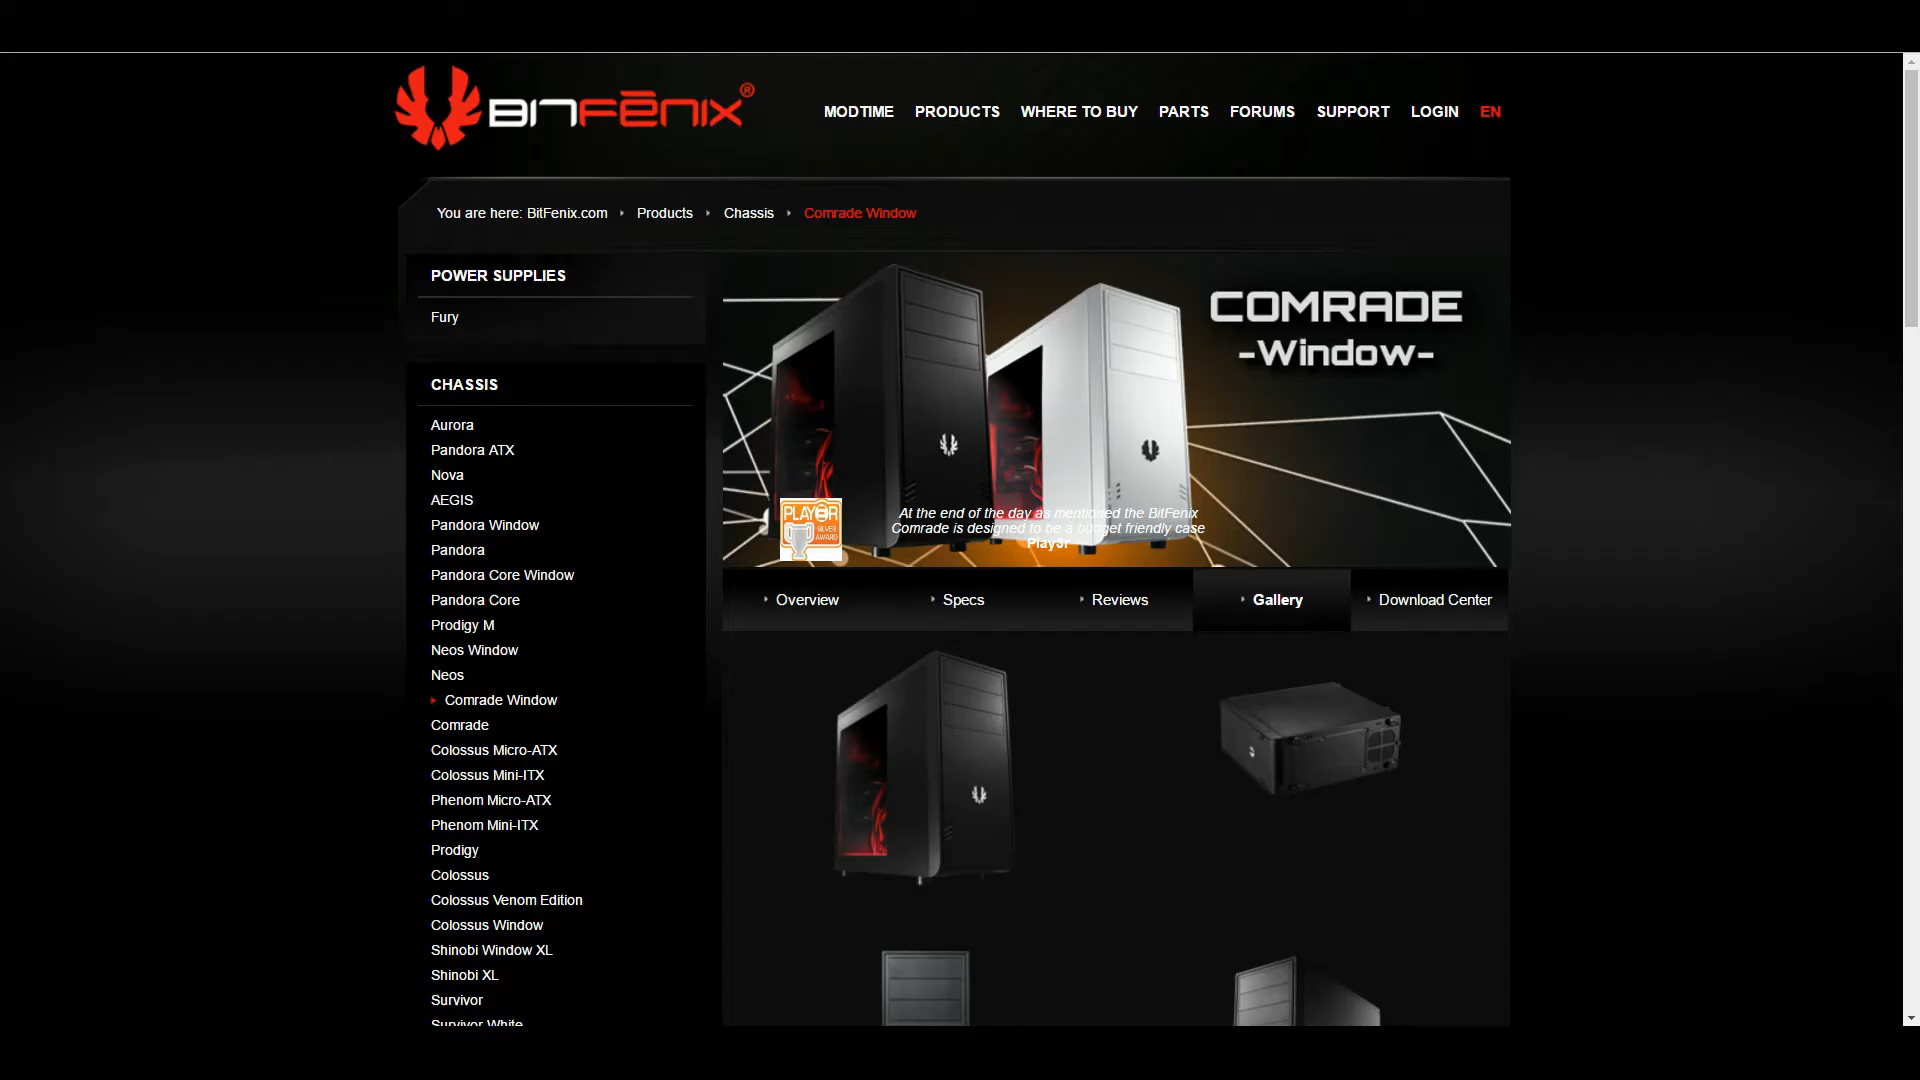 BITFENIX®
MODTIME PRODUCTS WHERE TO BUY PARTS FORUMS SUPPORT LOGIN EN
You are here: BitFenix.com Products Chassis Comrade Window
POWER SUPPLIES
Fury
CHASSIS
Aurora
Pandora ATX
Nova
AEGIS
Pandora Window
Pandora
Pandora Core Window
Pandora Core
Prodigy M
Neos Window
Neos
Comrade Window
Comrade
Colossus Micro-ATX
Colossus Mini-ITX
Phenom Micro-ATX
Phenom Mini-ITX
Prodigy
Colossus
Colossus Venom Edition
Colossus Window
Shinobi Window XL
Shinobi XL
Survivor
Survivor White
COMRADE
-Window-
PLAY3R
SILVER
AWARD
At the end of the day as mentioned the BitFenix
Comrade is designed to be a budget friendly case
Play3r
Overview Specs Reviews Gallery Download Center